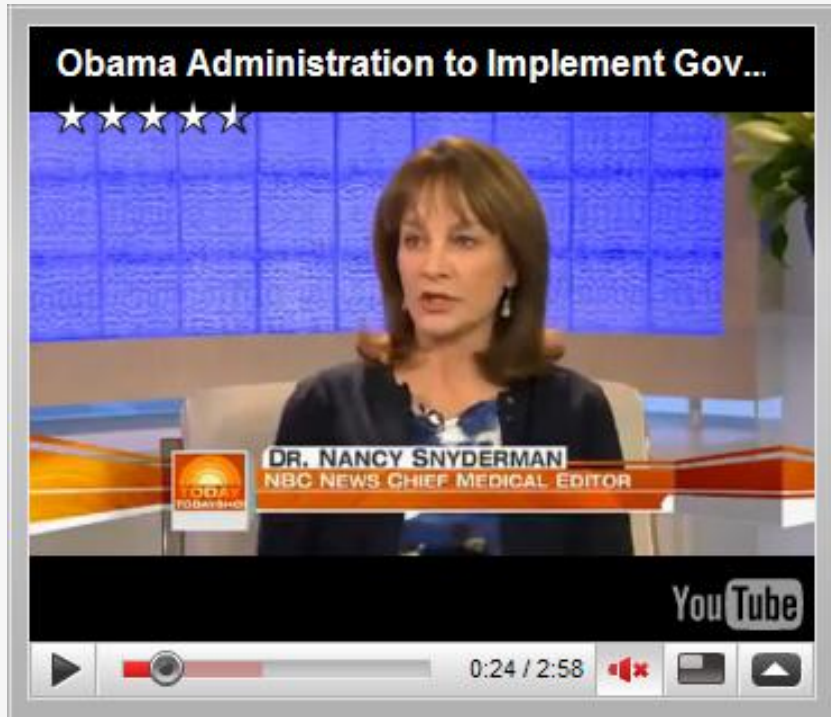 Obama Administration to Implement Gov...
DR. NANCY SNYDERMAN
NBC NEWS CHIEF MEDICAL EDITOR
TODAY
TODAYSHO
YouTube
0:24 / 2:58